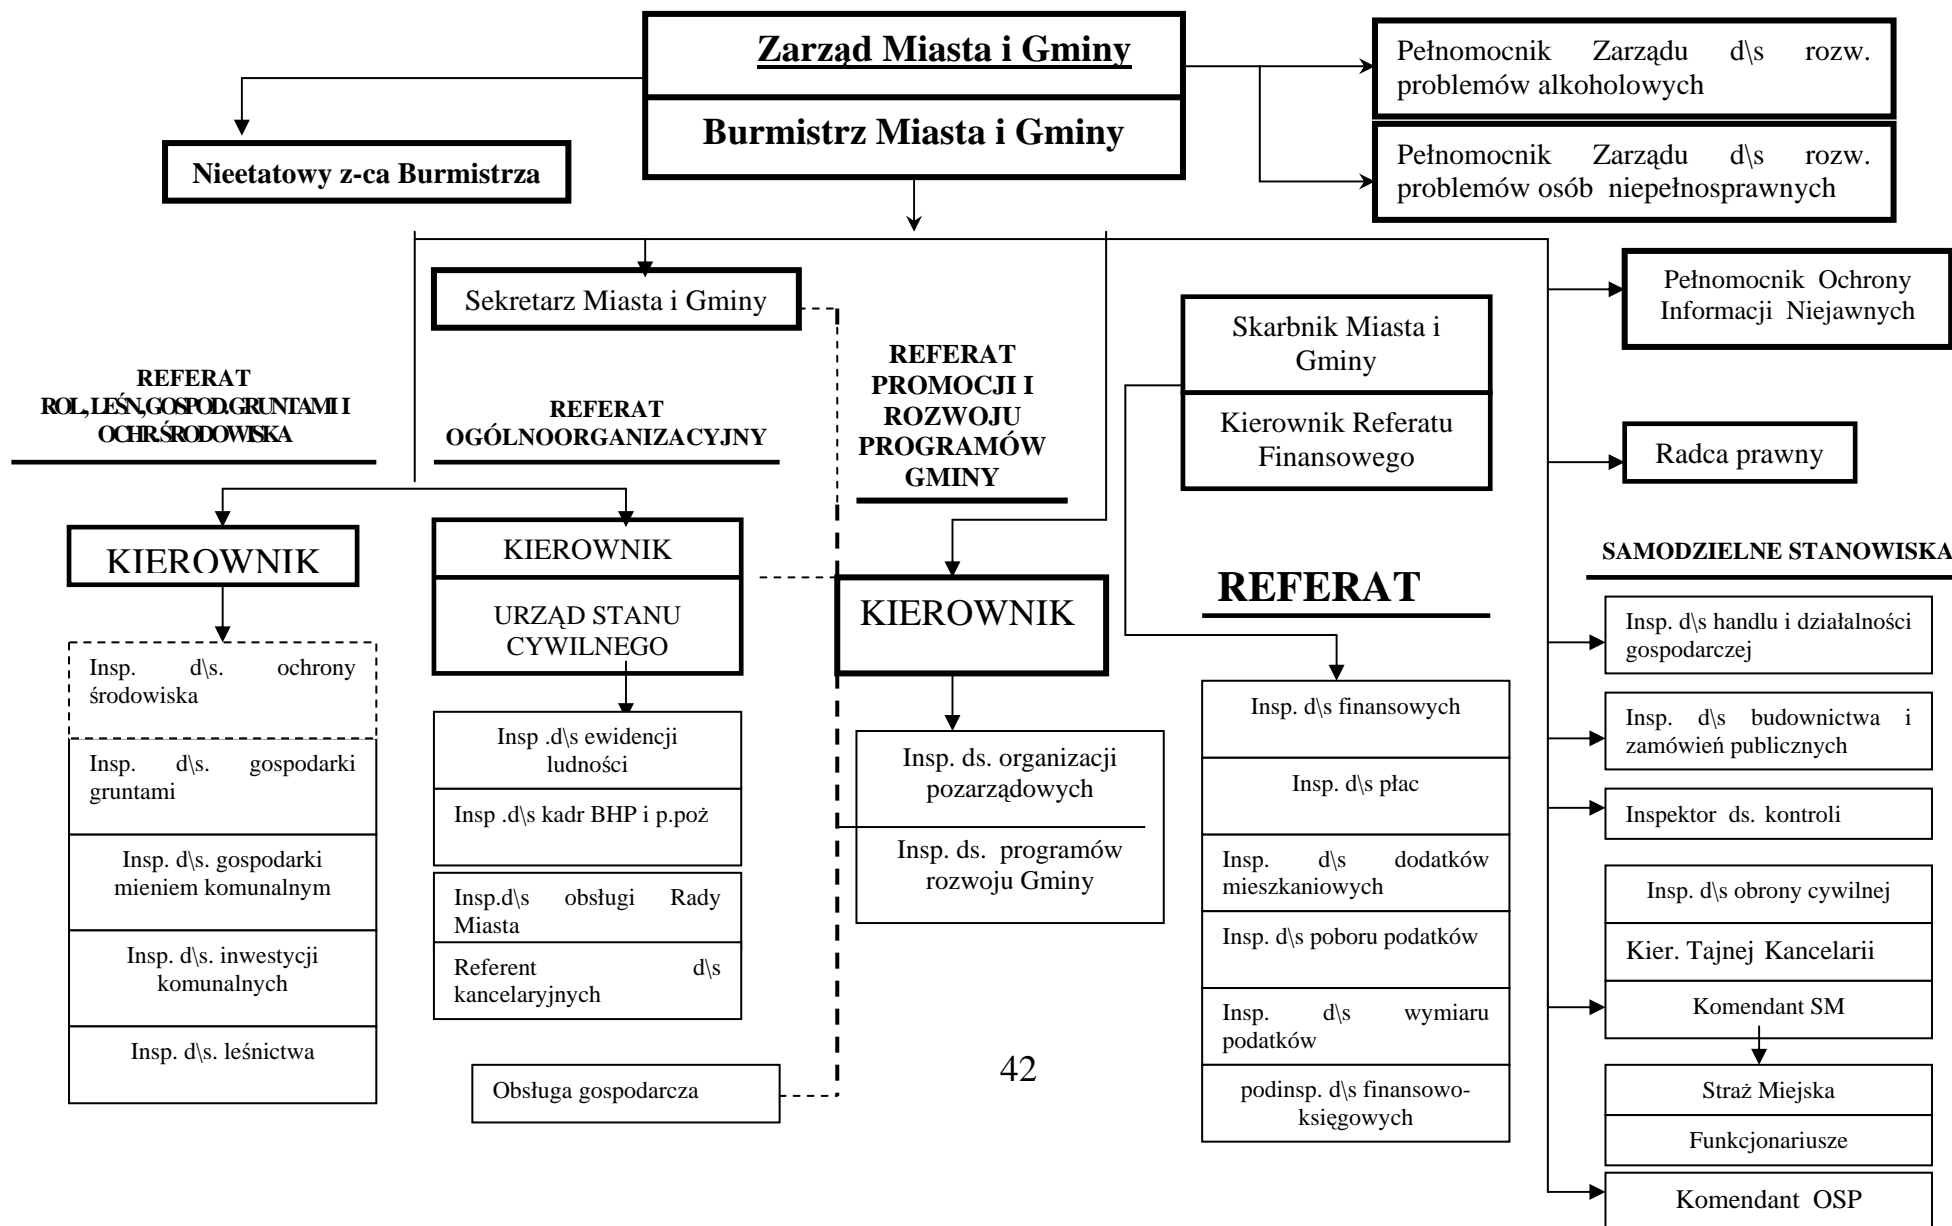 Zarząd Miasta i Gminy
Burmistrz Miasta i Gminy
Nieetatowy z-ca Burmistrza
Pełnomocnik Zarządu d\s rozw.
problemów alkoholowych
Pełnomocnik Zarządu d\s rozw.
problemów osób niepełnosprawnych
Sekretarz Miasta i Gminy
Pełnomocnik Ochrony
Informacji Niejawnych
Skarbnik Miasta i
Gminy
Kierownik Referatu
Finansowego
Radca prawny
REFERAT
ROL.,LEŚN,GOSPOD.GRUNTAMI I
OCHR.ŚRODOWISKA
REFERAT
OGÓLNOORGANIZACYJNY
REFERAT
PROMOCJI I
ROZWOJU
PROGRAMÓW
GMINY
KIEROWNIK
Insp. d\s. ochrony
środowiska
Insp. d\s. gospodarki
gruntami
Insp. d\s. gospodarki
mieniem komunalnym
Insp. d\s. inwestycji
komunalnych
Insp. d\s. leśnictwa
KIEROWNIK
URZĄD STANU
CYWILNEGO
Insp .d\s ewidencji
ludności
Insp .d\s kadr BHP i p.poż
Insp.d\s obsługi Rady
Miasta
Referent d\s
kancelaryjnych
Obsługa gospodarcza
KIEROWNIK
Insp. ds. organizacji
pozarządowych
Insp. ds. programów
rozwoju Gminy
REFERAT
Insp. d\s finansowych
Insp. d\s płac
Insp. d\s dodatków
mieszkaniowych
Insp. d\s poboru podatków
Insp. d\s wymiaru
podatków
podinsp. d\s finansowo-
księgowych
SAMODZIELNE STANOWISKA
Insp. d\s handlu i działalności
gospodarczej
Insp. d\s budownictwa i
zamówień publicznych
Inspektor ds. kontroli
Insp. d\s obrony cywilnej
Kier. Tajnej Kancelarii
Komendant SM
Straż Miejska
Funkcjonariusze
Komendant OSP
42